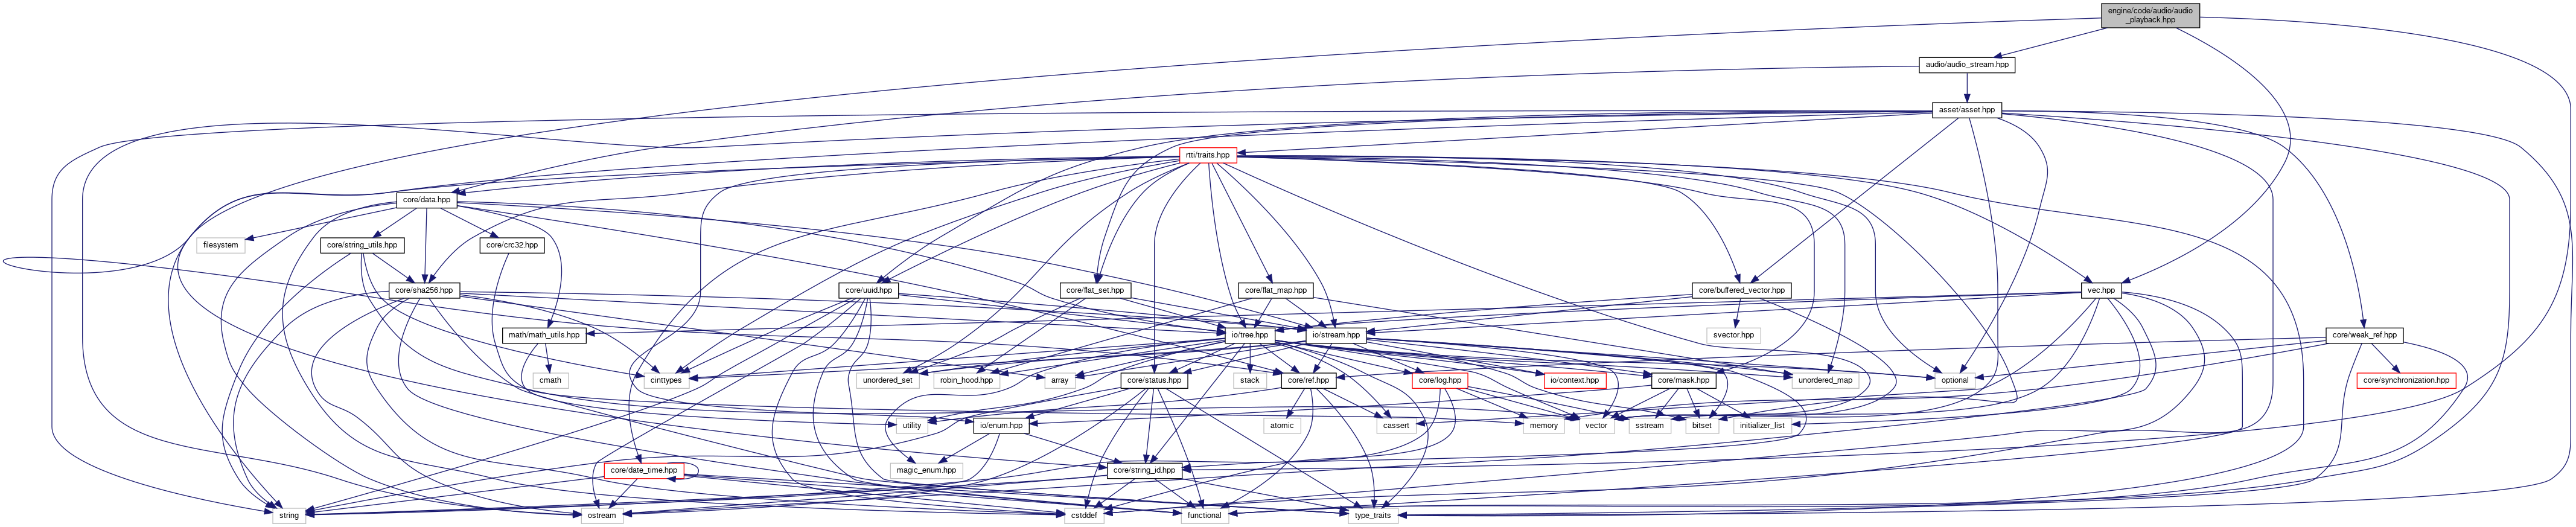 engine/code/audio/audio
_playback.hpp
audio/audio_stream.hpp
asset/asset.hpp
rtti/traits.hpp
core/data.hpp
filesystem
core/string_utils.hpp
core/crc32.hpp
core/sha256.hpp
core/uuid.hpp
core/flat_set.hpp
core/flat_map.hpp
core/buffered_vector.hpp
vec.hpp
math/math_utils.hpp
io/tree.hpp
io/stream.hpp
svector.hpp
core/weak_ref.hpp
cmath
cinttypes
unordered_set
robin_hood.hpp
array
core/status.hpp
stack
core/ref.hpp
core/log.hpp
io/context.hpp
core/mask.hpp
unordered_map
optional
core/synchronization.hpp
utility
io/enum.hpp
atomic
cassert
memory
vector
sstream
bitset
initializer_list
core/date_time.hpp
magic_enum.hpp
core/string_id.hpp
string
ostream
cstddef
functional
type_traits